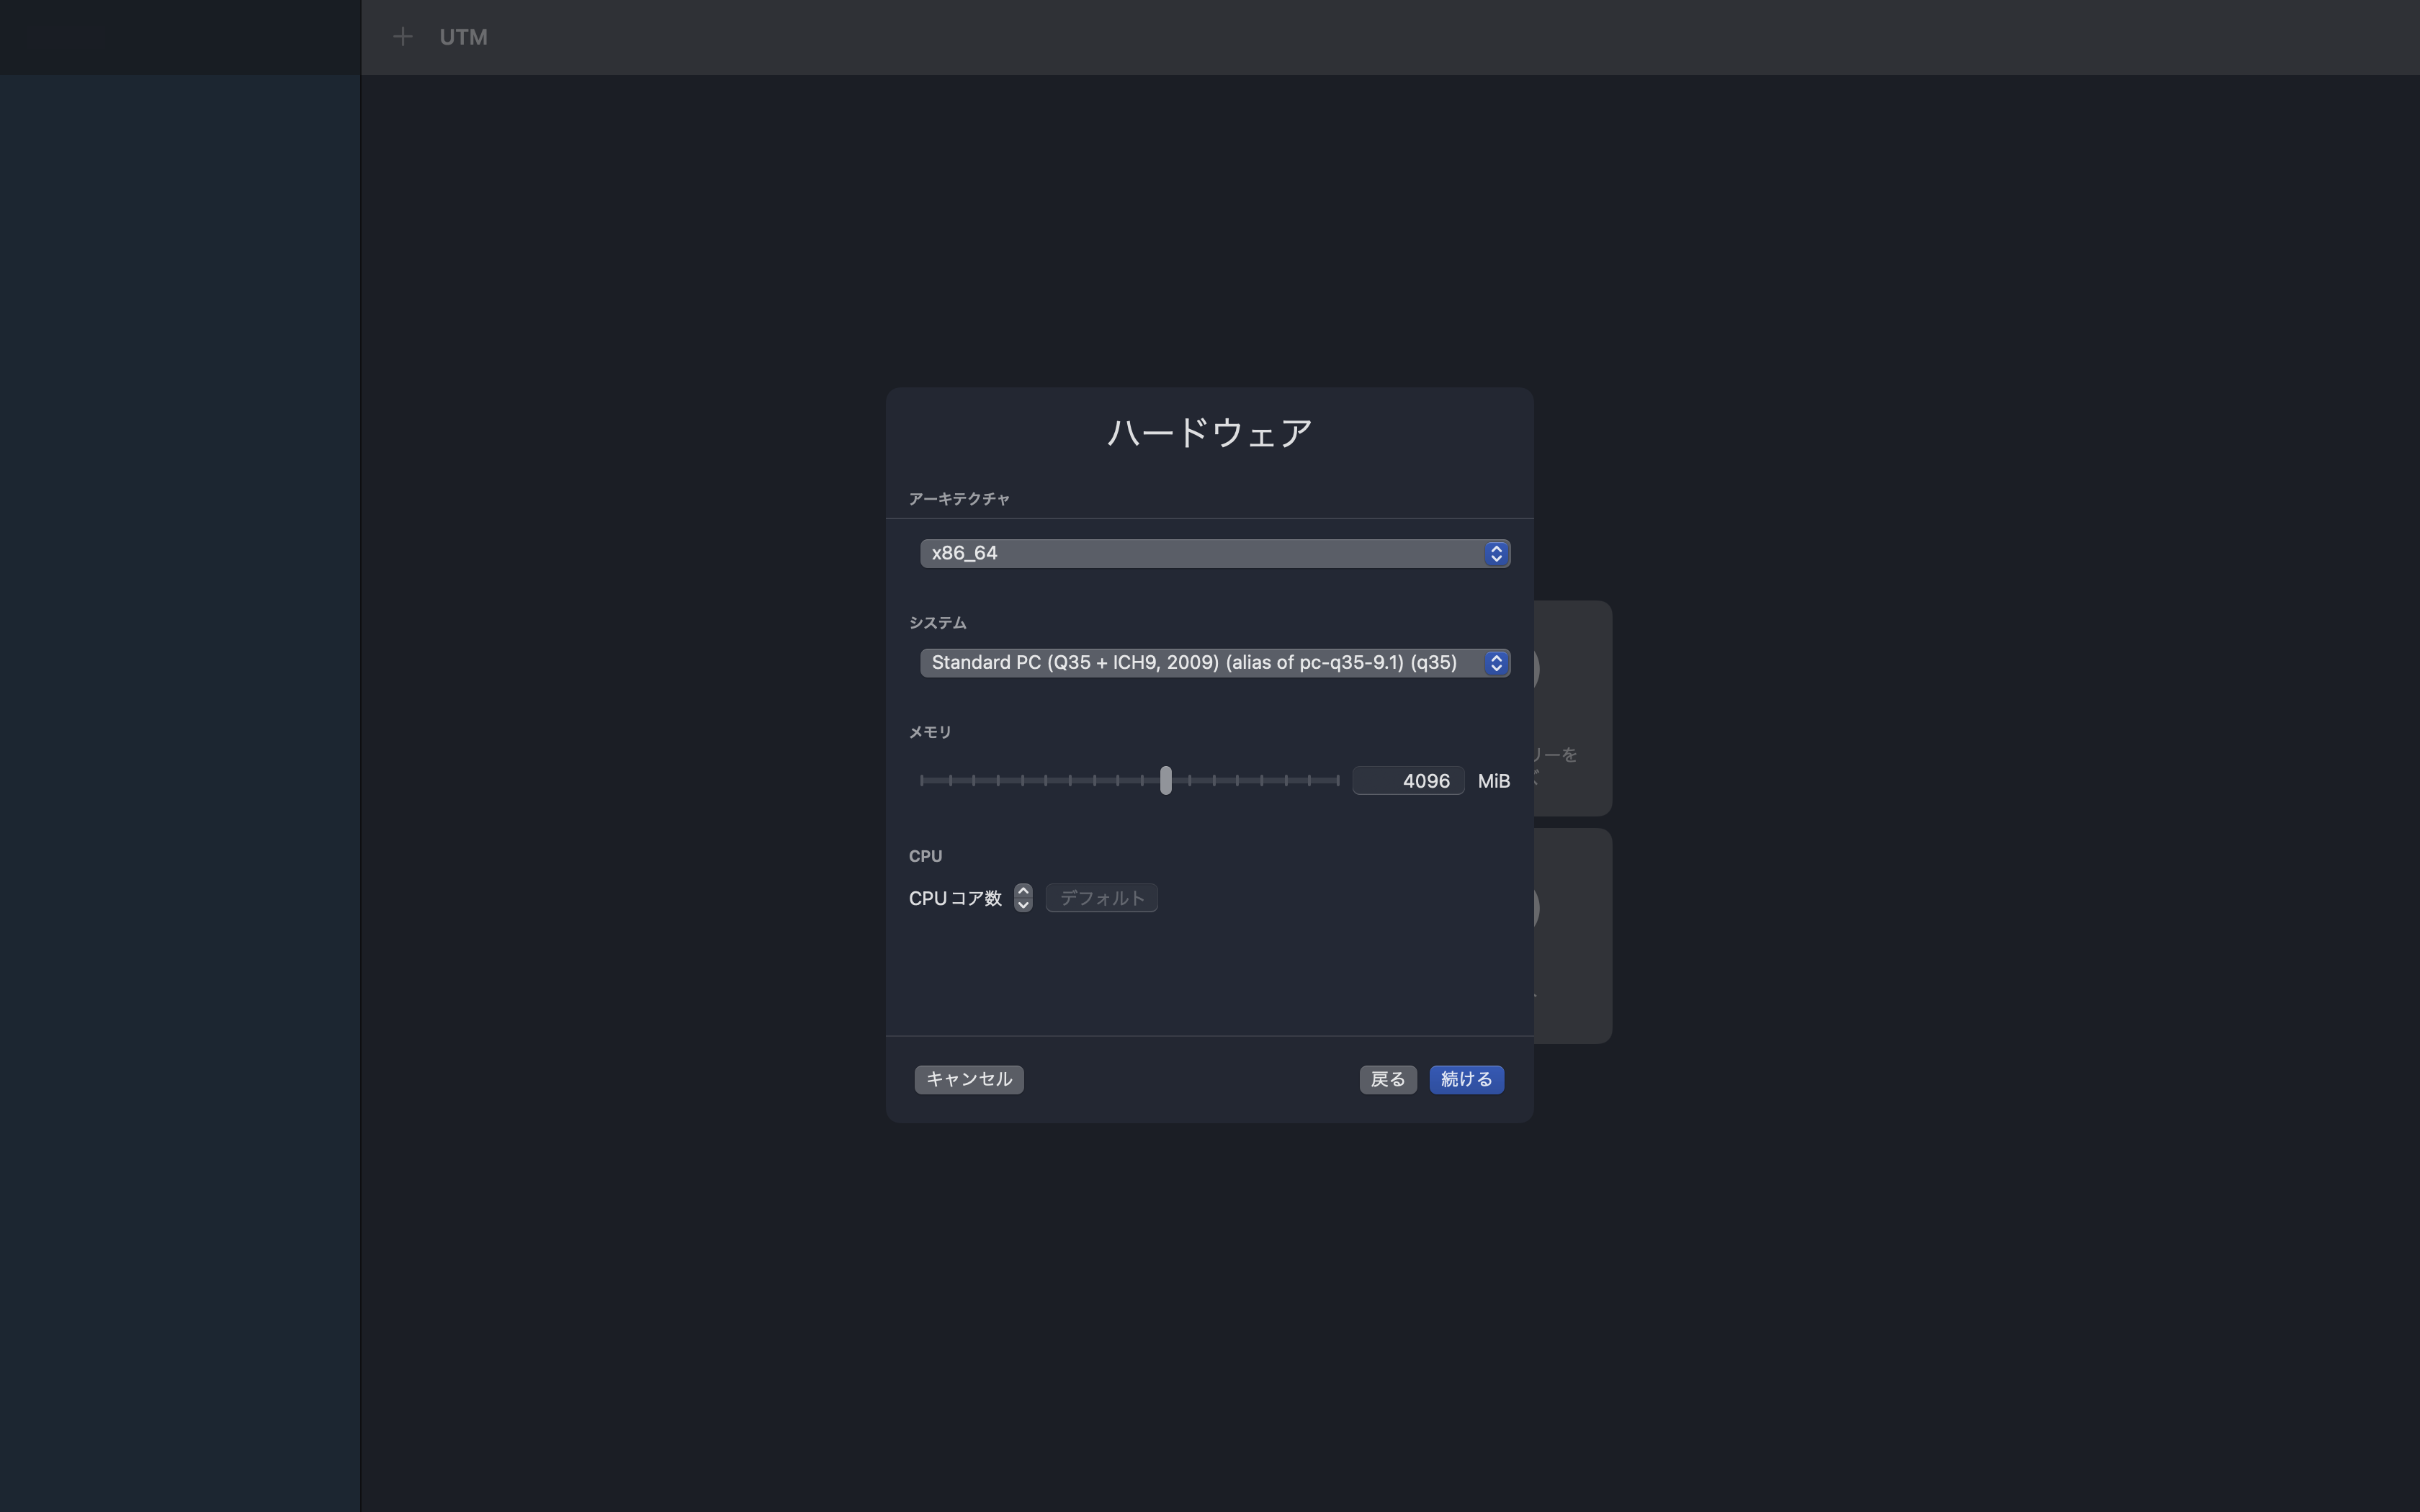 UTM
ハードウェア
アーキテクチャ
x86_64
システム
Standard PC (Q35 + ICH9, 2009) (alias of pc-q35-9.1) (q35)
メモリ
4096 MiB
リーを
CPU
CPU コア数 デフォルト
キャンセル 戻る 続ける